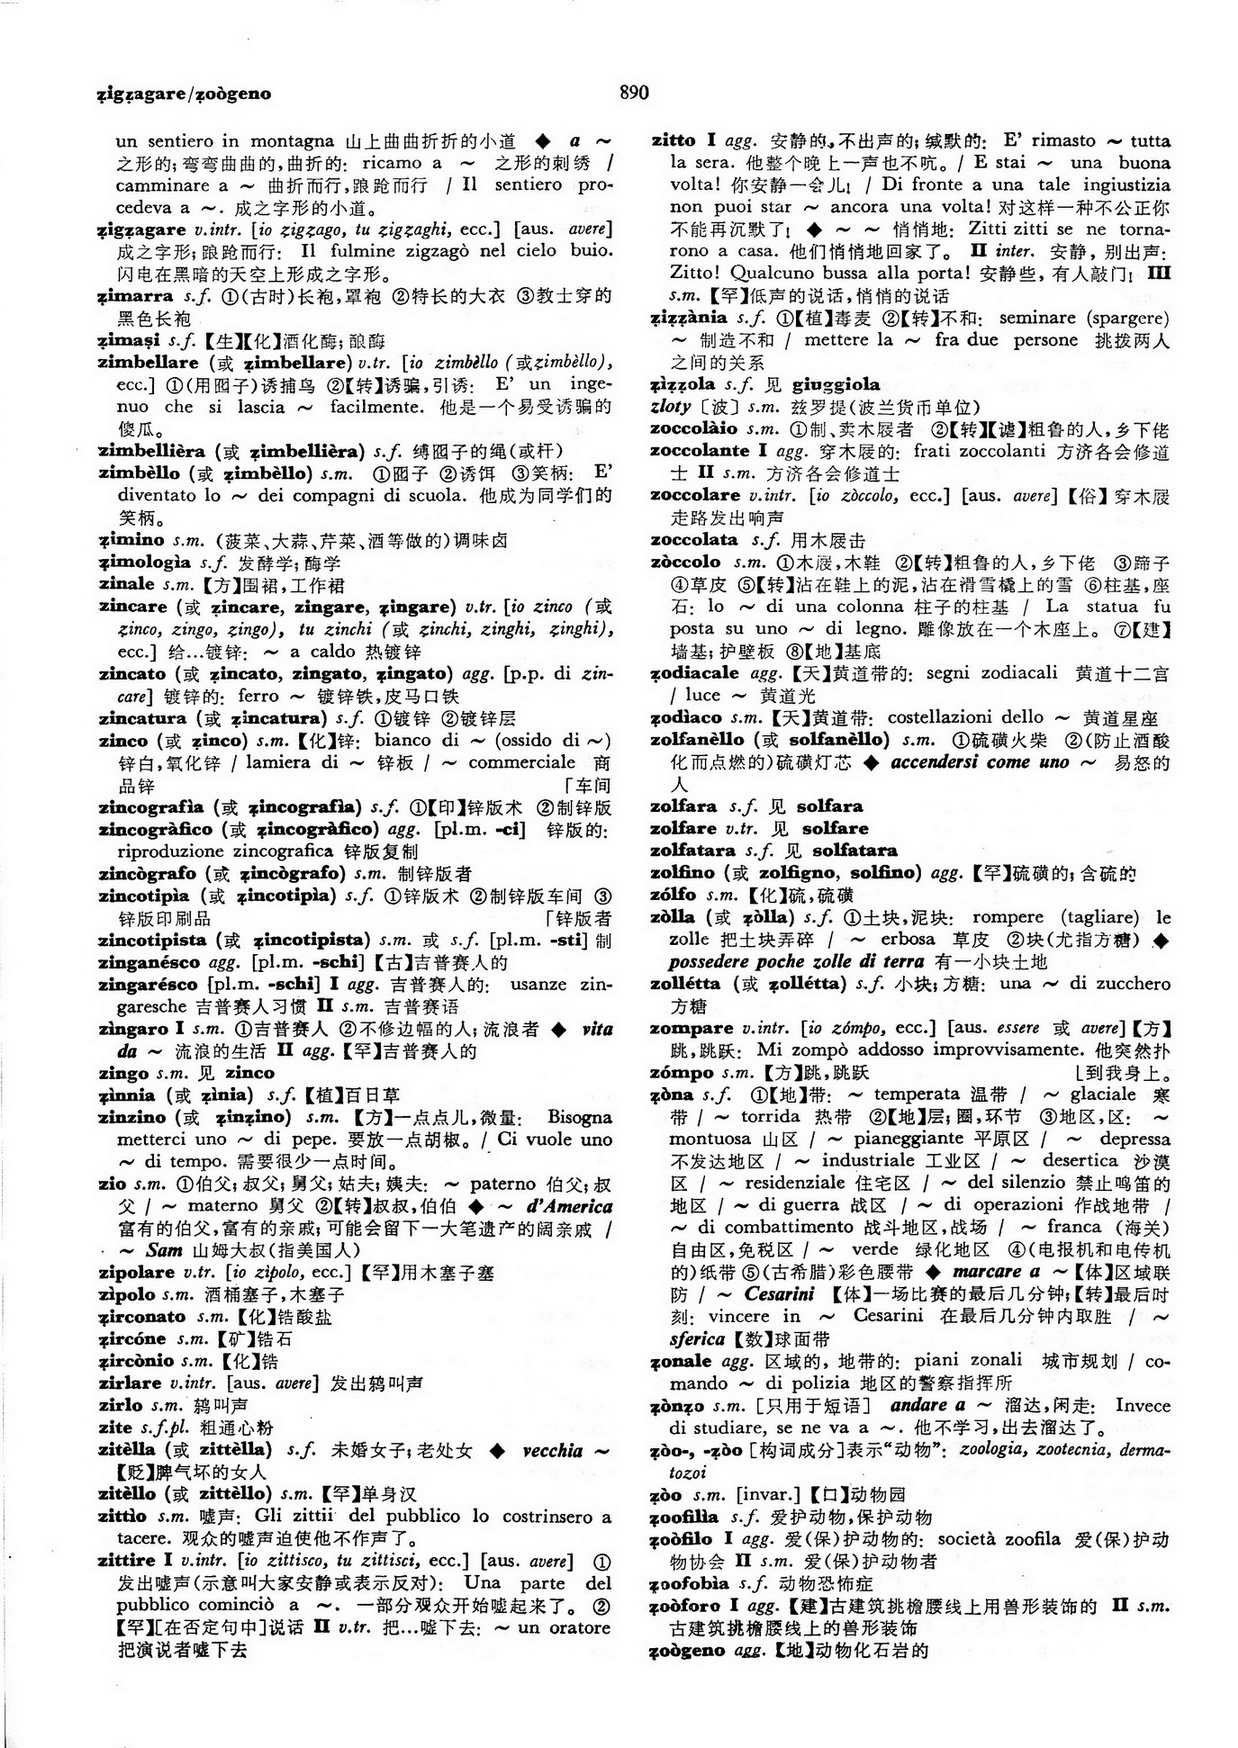 ẓigẓagare/ẓoògeno
890
un sentiero in montagna 山上曲曲折折的小道 ◆ a ~
之形的; 弯弯曲曲的, 曲折的: ricamo a ~ 之形的刺绣 /
camminare a ~ 曲折而行, 踉跄而行 / Il sentiero pro-
cedeva a ~. 成之字形的小道。
ẓigẓagare v.intr. [io ẓigẓago, tu ẓigẓaghi, ecc.] [aus. avere]
成之字形; 踉跄而行: Il fulmine zigzagò nel cielo buio.
闪电在黑暗的天空上形成之字形。
ẓimarra s.f. ①(古时)长袍, 罩袍 ②特长的大衣 ③教士穿的
黑色长袍
ẓimaṣi s.f. 【生】【化】酒化酶; 酿酶
zimbellare (或 ẓimbellare) v.tr. [io zimbèllo (或ẓimbèllo),
ecc.] ①(用囮子)诱捕鸟 ②【转】诱骗, 引诱: E' un inge-
nuo che si lascia ~ facilmente. 他是一个易受诱骗的
傻瓜。
zimbellièra (或 ẓimbellièra) s.f. 缚囮子的绳(或杆)
zimbèllo (或 ẓimbèllo) s.m. ①囮子 ②诱饵 ③笑柄: E'
diventato lo ~ dei compagni di scuola. 他成为同学们的
笑柄。
ẓimino s.m. (菠菜、大蒜、芹菜、酒等做的)调味卤
ẓimologìa s.f. 发酵学; 酶学
zinale s.m. 【方】围裙, 工作裙
zincare (或 ẓincare, zingare, ẓingare) v.tr. [io zinco (或
ẓinco, zingo, ẓingo), tu zinchi (或 ẓinchi, zinghi, ẓinghi),
ecc.] 给…镀锌: ~ a caldo 热镀锌
zincato (或 ẓincato, zingato, ẓingato) agg. [p.p. di zin-
care] 镀锌的: ferro ~ 镀锌铁, 皮马口铁
zincatura (或 ẓincatura) s.f. ①镀锌 ②镀锌层
zinco (或 ẓinco) s.m. 【化】锌: bianco di ~ (ossido di ~)
锌白, 氧化锌 / lamiera di ~ 锌板 / ~ commerciale 商
品锌 「车间
zincografìa (或 ẓincografìa) s.f. ①【印】锌版术 ②制锌版
zincogràfico (或 ẓincogràfico) agg. [pl.m. -ci] 锌版的:
riproduzione zincografica 锌版复制
zincògrafo (或 ẓincògrafo) s.m. 制锌版者
zincotipìa (或 ẓincotipìa) s.f. ①锌版术 ②制锌版车间 ③
锌版印刷品 「锌版者
zincotipista (或 ẓincotipista) s.m. 或 s.f. [pl.m. -sti] 制
zinganésco agg. [pl.m. -schi] 【古】吉普赛人的
zingarésco [pl.m. -schi] I agg. 吉普赛人的: usanze zin-
garesche 吉普赛人习惯 II s.m. 吉普赛语
zìngaro I s.m. ①吉普赛人 ②不修边幅的人; 流浪者 ◆ vita
da ~ 流浪的生活 II agg. 【罕】吉普赛人的
zingo s.m. 见 zinco
ẓìnnia (或 ẓìnia) s.f. 【植】百日草
zinzino (或 ẓinẓino) s.m. 【方】一点点儿, 微量: Bisogna
metterci uno ~ di pepe. 要放一点胡椒。 / Ci vuole uno
~ di tempo. 需要很少一点时间。
zio s.m. ①伯父; 叔父; 舅父; 姑夫; 姨夫: ~ paterno 伯父; 叔
父 / ~ materno 舅父 ②【转】叔叔, 伯伯 ◆ ~ d'America
富有的伯父, 富有的亲戚; 可能会留下一大笔遗产的阔亲戚 /
~ Sam 山姆大叔(指美国人)
zipolare v.tr. [io zìpolo, ecc.] 【罕】用木塞子塞
zìpolo s.m. 酒桶塞子, 木塞子
ẓirconato s.m. 【化】锆酸盐
ẓircóne s.m. 【矿】锆石
ẓircònio s.m. 【化】锆
zirlare v.intr. [aus. avere] 发出鸫叫声
zirlo s.m. 鸫叫声
zite s.f.pl. 粗通心粉
zitèlla (或 zittèlla) s.f. 未婚女子; 老处女 ◆ vecchia ~
【贬】脾气坏的女人
zitèllo (或 zittèllo) s.m. 【罕】单身汉
zittìo s.m. 嘘声: Gli zittii del pubblico lo costrinsero a
tacere. 观众的嘘声迫使他不作声了。
zittire I v.intr. [io zittisco, tu zittisci, ecc.] [aus. avere] ①
发出嘘声(示意叫大家安静或表示反对): Una parte del
pubblico cominciò a ~. 一部分观众开始嘘起来了。 ②
【罕】[在否定句中]说话 II v.tr. 把…嘘下去: ~ un oratore
把演说者嘘下去
zitto I agg. 安静的, 不出声的; 缄默的: E' rimasto ~ tutta
la sera. 他整个晚上一声也不吭。 / E stai ~ una buona
volta! 你安静一会儿! / Di fronte a una tale ingiustizia
non puoi star ~ ancora una volta! 对这样一种不公正你
不能再沉默了! ◆ ~ ~ 悄悄地: Zitti zitti se ne torna-
rono a casa. 他们悄悄地回家了。 II inter. 安静, 别出声:
Zitto! Qualcuno bussa alla porta! 安静些, 有人敲门! III
s.m. 【罕】低声的说话, 悄悄的说话
ẓiẓẓània s.f. ①【植】毒麦 ②【转】不和: seminare (spargere)
~ 制造不和 / mettere la ~ fra due persone 挑拨两人
之间的关系
ẓìẓẓola s.f. 见 giuggiola
zloty 〔波〕 s.m. 兹罗提(波兰货币单位)
zoccolàio s.m. ①制、卖木屐者 ②【转】【谑】粗鲁的人, 乡下佬
zoccolante I agg. 穿木屐的: frati zoccolanti 方济各会修道
士 II s.m. 方济各会修道士
zoccolare v.intr. [io zòccolo, ecc.] [aus. avere] 【俗】穿木屐
走路发出响声
zoccolata s.f. 用木屐击
zòccolo s.m. ①木屐, 木鞋 ②【转】粗鲁的人, 乡下佬 ③蹄子
④草皮 ⑤【转】沾在鞋上的泥, 沾在滑雪橇上的雪 ⑥柱基, 座
石: lo ~ di una colonna 柱子的柱基 / La statua fu
posta su uno ~ di legno. 雕像放在一个木座上。 ⑦【建】
墙基; 护壁板 ⑧【地】基底
ẓodiacale agg. 【天】黄道带的: segni zodiacali 黄道十二宫
/ luce ~ 黄道光
ẓodìaco s.m. 【天】黄道带: costellazioni dello ~ 黄道星座
zolfanèllo (或 solfanèllo) s.m. ①硫磺火柴 ②(防止酒酸
化而点燃的)硫磺灯芯 ◆ accendersi come uno ~ 易怒的
人
zolfara s.f. 见 solfara
zolfare v.tr. 见 solfare
zolfatara s.f. 见 solfatara
zolfino (或 zolfigno, solfino) agg. 【罕】硫磺的; 含硫的
zólfo s.m. 【化】硫, 硫磺
zòlla (或 ẓòlla) s.f. ①土块, 泥块: rompere (tagliare) le
zolle 把土块弄碎 / ~ erbosa 草皮 ②块(尤指方糖) ◆
possedere poche zolle di terra 有一小块土地
zollétta (或 ẓollétta) s.f. 小块; 方糖: una ~ di zucchero
方糖
zompare v.intr. [io zómpo, ecc.] [aus. essere 或 avere] 【方】
跳, 跳跃: Mi zompò addosso improvvisamente. 他突然扑
zómpo s.m. 【方】跳, 跳跃 ⌊到我身上。
ẓòna s.f. ①【地】带: ~ temperata 温带 / ~ glaciale 寒
带 / ~ torrida 热带 ②【地】层; 圈, 环节 ③地区, 区: ~
montuosa 山区 / ~ pianeggiante 平原区 / ~ depressa
不发达地区 / ~ industriale 工业区 / ~ desertica 沙漠
区 / ~ residenziale 住宅区 / ~ del silenzio 禁止鸣笛的
地区 / ~ di guerra 战区 / ~ di operazioni 作战地带 /
~ di combattimento 战斗地区, 战场 / ~ franca (海关)
自由区, 免税区 / ~ verde 绿化地区 ④(电报机和电传机
的)纸带 ⑤(古希腊)彩色腰带 ◆ marcare a ~ 【体】区域联
防 / ~ Cesarini 【体】一场比赛的最后几分钟; 【转】最后时
刻: vincere in ~ Cesarini 在最后几分钟内取胜 / ~
sferica 【数】球面带
ẓonale agg. 区域的, 地带的: piani zonali 城市规划 / co-
mando ~ di polizia 地区的警察指挥所
ẓònẓo s.m. [只用于短语] andare a ~ 溜达, 闲走: Invece
di studiare, se ne va a ~. 他不学习, 出去溜达了。
ẓòo-, -ẓòo [构词成分]表示“动物”: zoologia, zootecnia, derma-
tozoi
ẓòo s.m. [invar.] 【口】动物园
ẓoofilìa s.f. 爱护动物, 保护动物
ẓoòfilo I agg. 爱(保)护动物的: società zoofila 爱(保)护动
物协会 II s.m. 爱(保)护动物者
ẓoofobìa s.f. 动物恐怖症
ẓoòforo I agg. 【建】古建筑挑檐腰线上用兽形装饰的 II s.m.
古建筑挑檐腰线上的兽形装饰
ẓoògeno agg. 【地】动物化石岩的